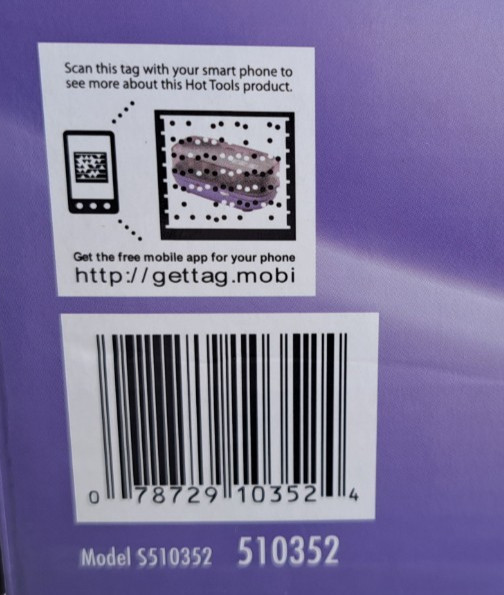 Scan this tag with your smart phone to
see more about this Hot Tools product.
Get the free mobile app for your phone
http://gettag.mobi
0 78729 10352 4
Model S510352 510352